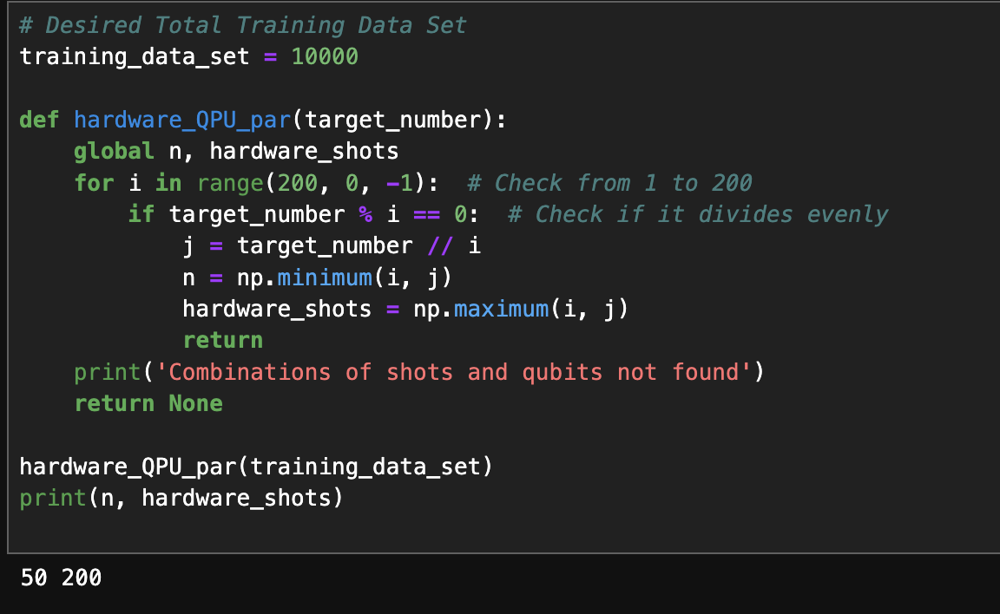 # Desired Total Training Data Set
training_data_set = 10000
def hardware_QPU_par(target_number):
    global n, hardware_shots
    for i in range(200, 0, -1):  # Check from 1 to 200
        if target_number % i == 0:  # Check if it divides evenly
            j = target_number // i
            n = np.minimum(i, j)
            hardware_shots = np.maximum(i, j)
            return
    print('Combinations of shots and qubits not found')
    return None
hardware_QPU_par(training_data_set)
print(n, hardware_shots)
50 200